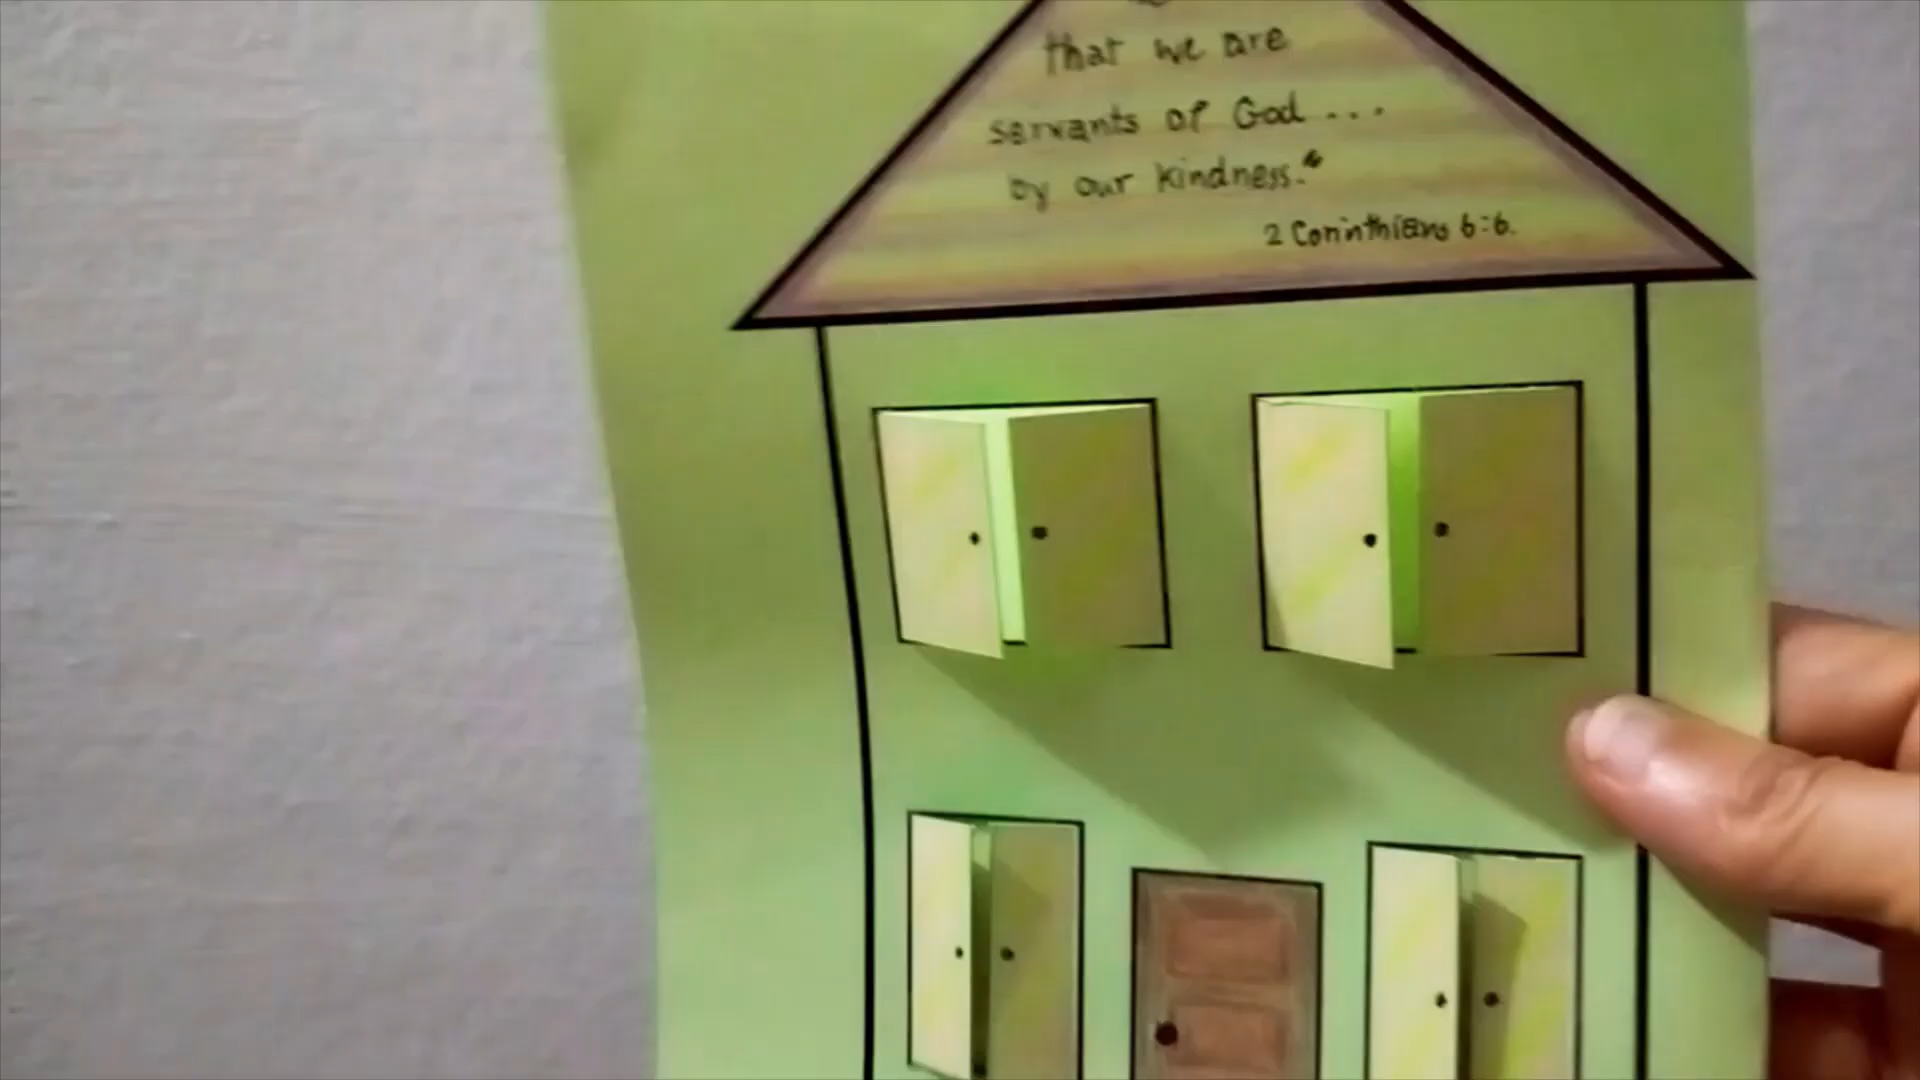 that we are
servants of God ...
by our kindness."
2 Corinthians 6:6.